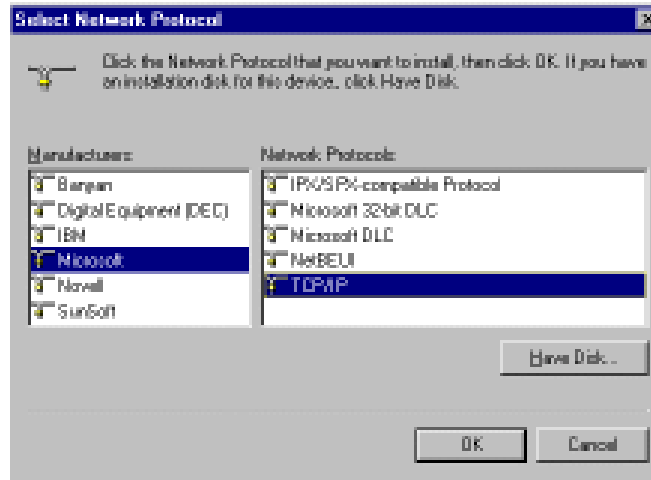 Select Network Protocol
Click the Network Protocol that you want to install, then click OK. If you have
an installation disk for this device, click Have Disk.
Manufacturers:
Network Protocols:
Banyan
Digital Equipment (DEC)
IBM
Microsoft
Novell
SunSoft
IPX/SPX-compatible Protocol
Microsoft 32-bit DLC
Microsoft DLC
NetBEUI
TCP/IP
Have Disk...
OK
Cancel